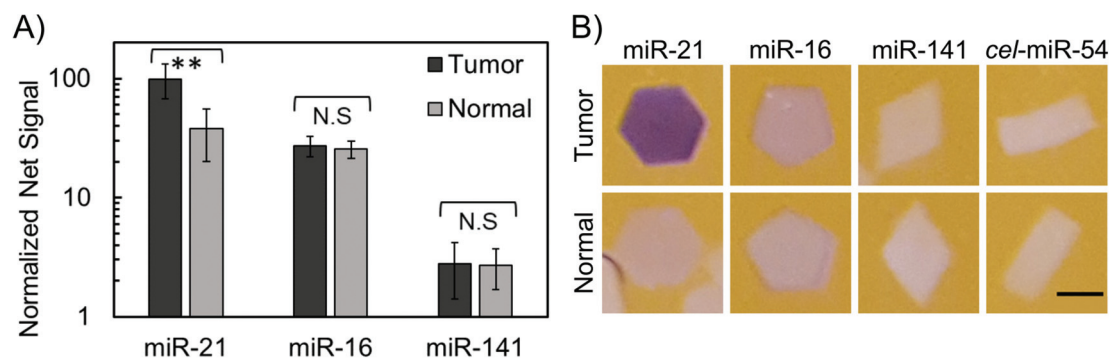 A)
Normalized Net Signal
100
10
1
**
N.S
N.S
Tumor
Normal
miR-21
miR-16
miR-141
B)
miR-21
miR-16
miR-141
cel-miR-54
Tumor
Normal